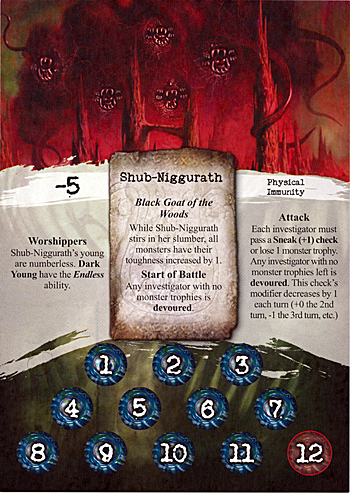 -5
Worshippers
Shub-Niggurath's young
are numberless. Dark
Young have the Endless
ability.
Shub-Niggurath
Black Goat of the
Woods
While Shub-Niggurath
stirs in her slumber, all
monsters have their
toughness increased by 1.
Start of Battle
Any investigator with no
monster trophies is
devoured.
Physical
Immunity
Attack
Each investigator must
pass a Sneak (+1) check
or lose 1 monster trophy.
Any investigator with no
monster trophies left is
devoured. This check's
modifier decreases by 1
each turn (+0 the 2nd
turn, -1 the 3rd turn, etc.)
1 2 3
4 5 6 7
8 9 10 11 12